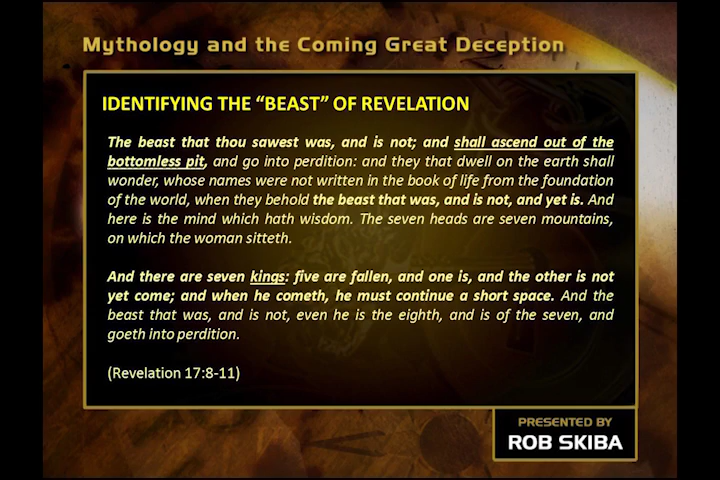 Mythology and the Coming Great Deception
IDENTIFYING THE “BEAST” OF REVELATION
The beast that thou sawest was, and is not; and shall ascend out of the
bottomless pit, and go into perdition: and they that dwell on the earth shall
wonder, whose names were not written in the book of life from the foundation
of the world, when they behold the beast that was, and is not, and yet is. And
here is the mind which hath wisdom. The seven heads are seven mountains,
on which the woman sitteth.
And there are seven kings: five are fallen, and one is, and the other is not
yet come; and when he cometh, he must continue a short space. And the
beast that was, and is not, even he is the eighth, and is of the seven, and
goeth into perdition.
(Revelation 17:8-11)
PRESENTED BY
ROB SKIBA